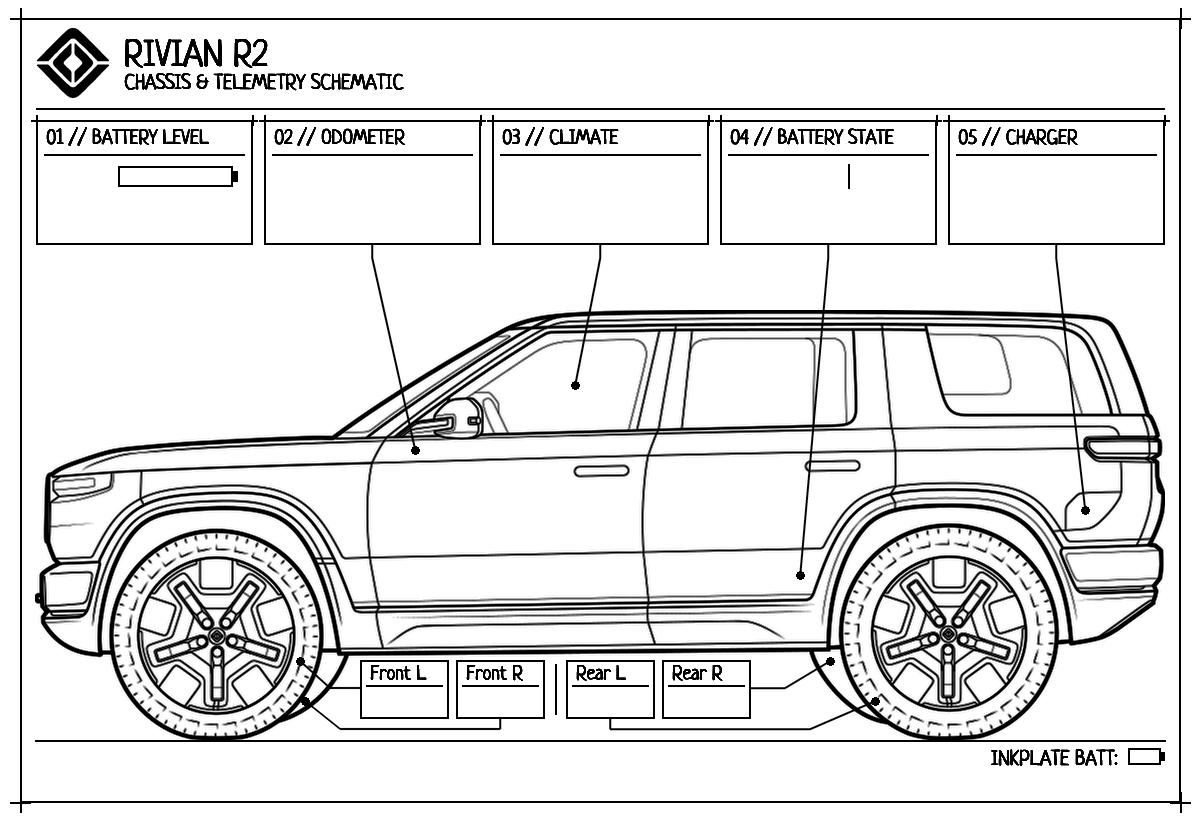 RIVIAN R2
CHASSIS & TELEMETRY SCHEMATIC
01 // BATTERY LEVEL
02 // ODOMETER
03 // CLIMATE
04 // BATTERY STATE
05 // CHARGER
Front L
Front R
Rear L
Rear R
INKPLATE BATT: